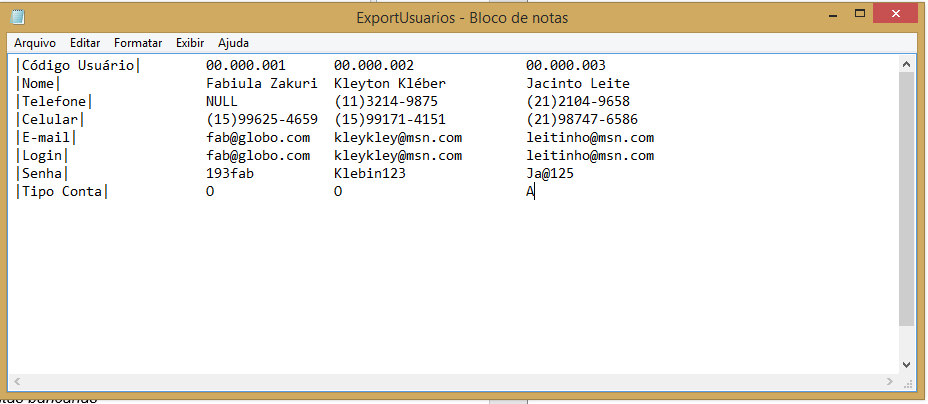 ExportUsuarios - Bloco de notas
Arquivo Editar Formatar Exibir Ajuda
|Código Usuário| 00.000.001 00.000.002 00.000.003
|Nome| Fabiula Zakuri Kleyton Kléber Jacinto Leite
|Telefone| NULL (11)3214-9875 (21)2104-9658
|Celular| (15)99625-4659 (15)99171-4151 (21)98747-6586
|E-mail| fab@globo.com kleykley@msn.com leitinho@msn.com
|Login| fab@globo.com kleykley@msn.com leitinho@msn.com
|Senha| 193fab Klebin123 Ja@125
|Tipo Conta| O O A